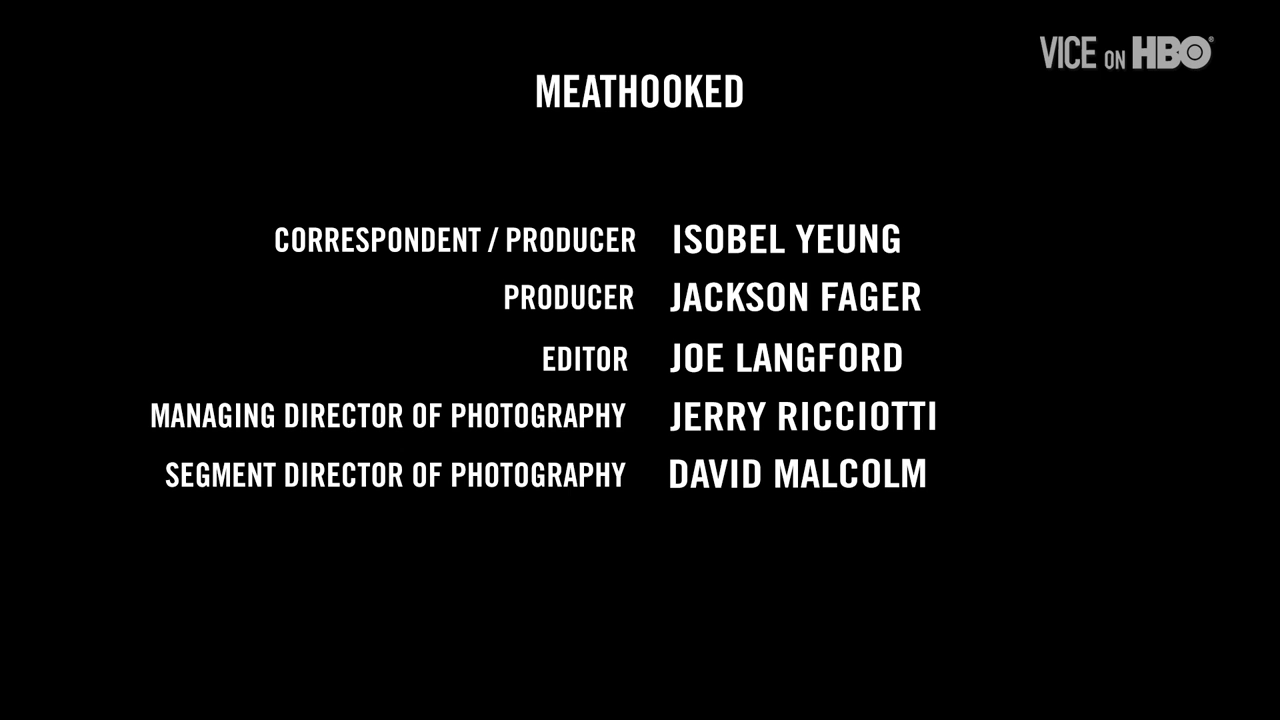 VICE ON HBO®
MEATHOOKED
CORRESPONDENT / PRODUCER ISOBEL YEUNG
PRODUCER JACKSON FAGER
EDITOR JOE LANGFORD
MANAGING DIRECTOR OF PHOTOGRAPHY JERRY RICCIOTTI
SEGMENT DIRECTOR OF PHOTOGRAPHY DAVID MALCOLM